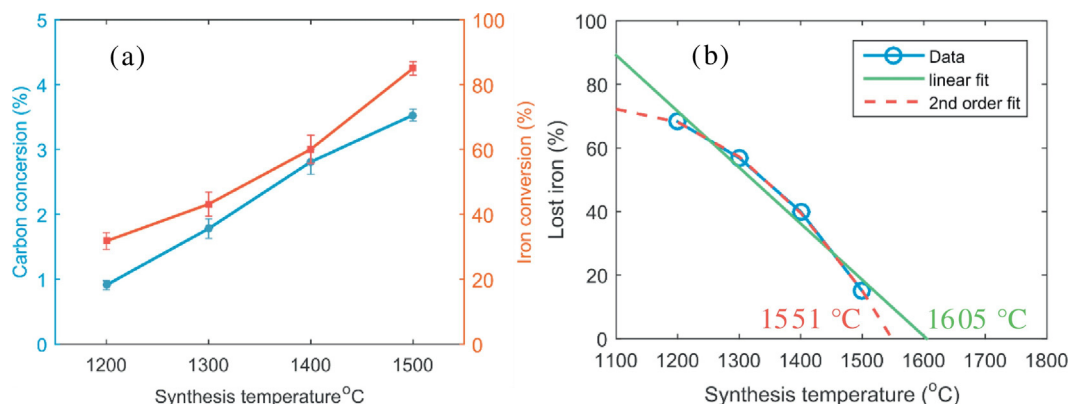 (a)
Carbon concersion (%)
5
4
3
2
1
0
1200 1300 1400 1500
Synthesis temperature°C
100
80
60
40
20
0
Iron conversion (%)
(b)
Lost iron (%)
100
80
60
40
20
0
Data
linear fit
2nd order fit
1551 °C
1605 °C
1100 1200 1300 1400 1500 1600 1700 1800
Synthesis temperature (°C)